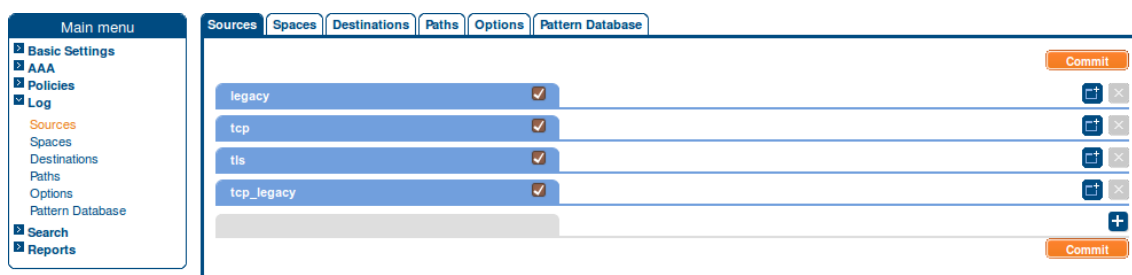 Main menu
Basic Settings
AAA
Policies
Log
Sources
Spaces
Destinations
Paths
Options
Pattern Database
Search
Reports
Sources Spaces Destinations Paths Options Pattern Database
Commit
legacy
tcp
tls
tcp_legacy
Commit